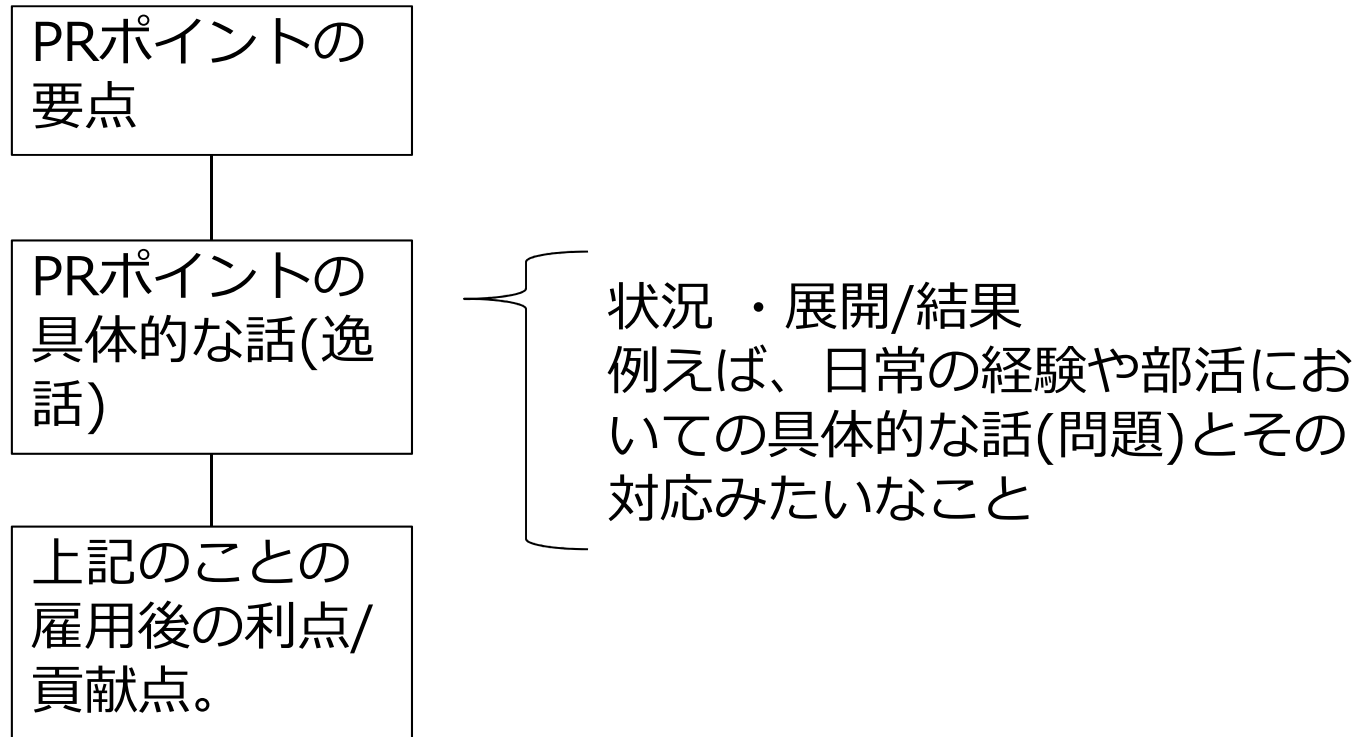 PRポイントの
要点
PRポイントの
具体的な話(逸
話)
状況 ・展開/結果
例えば、日常の経験や部活にお
いての具体的な話(問題)とその
対応みたいなこと
上記のことの
雇用後の利点/
貢献点。